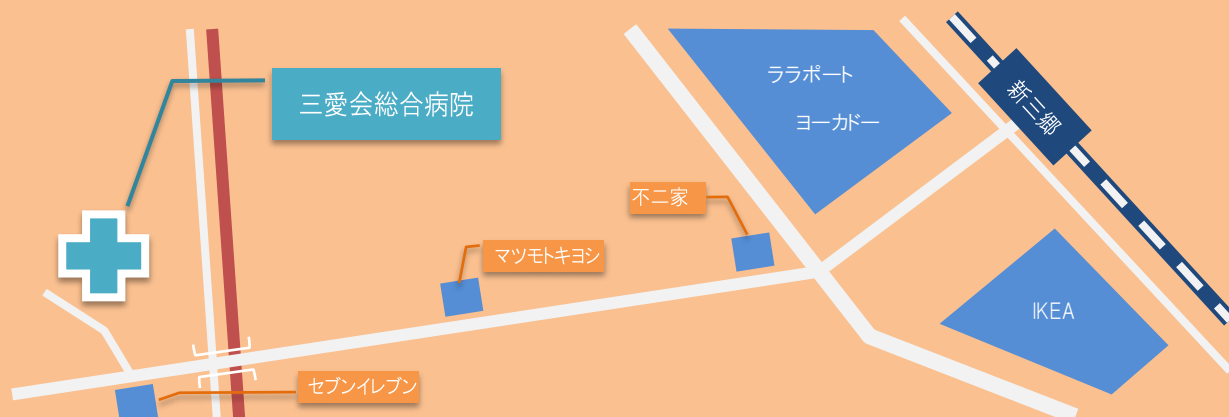 三愛会総合病院
ララポート
ヨーカドー
新三郷
不二家
マツモトキヨシ
IKEA
セブンイレブン